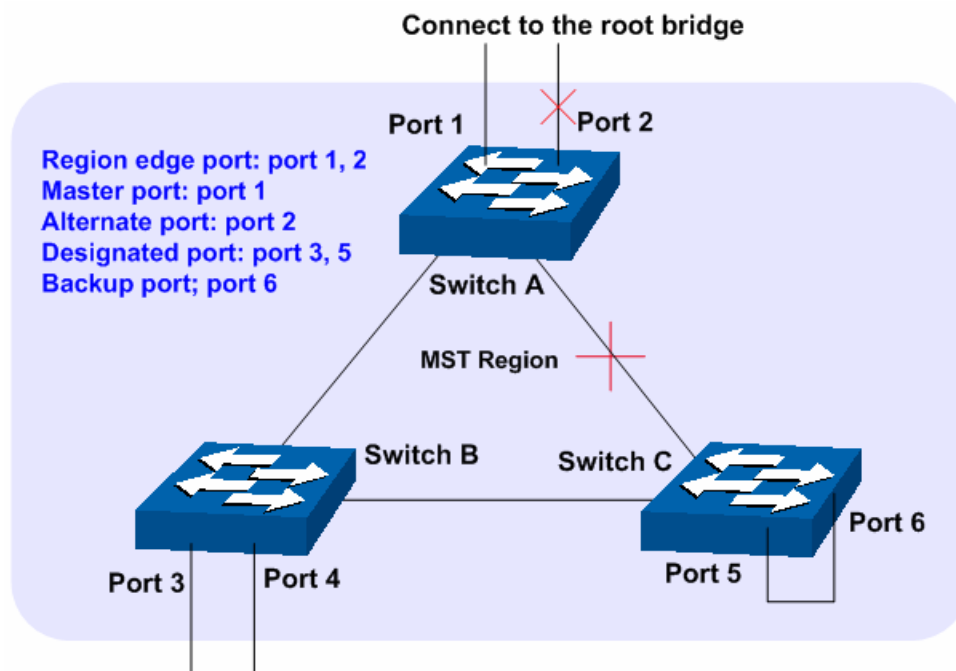 Connect to the root bridge
Port 1
Port 2
Region edge port: port 1, 2
Master port: port 1
Alternate port: port 2
Designated port: port 3, 5
Backup port; port 6
Switch A
MST Region
Switch B
Switch C
Port 6
Port 5
Port 3
Port 4